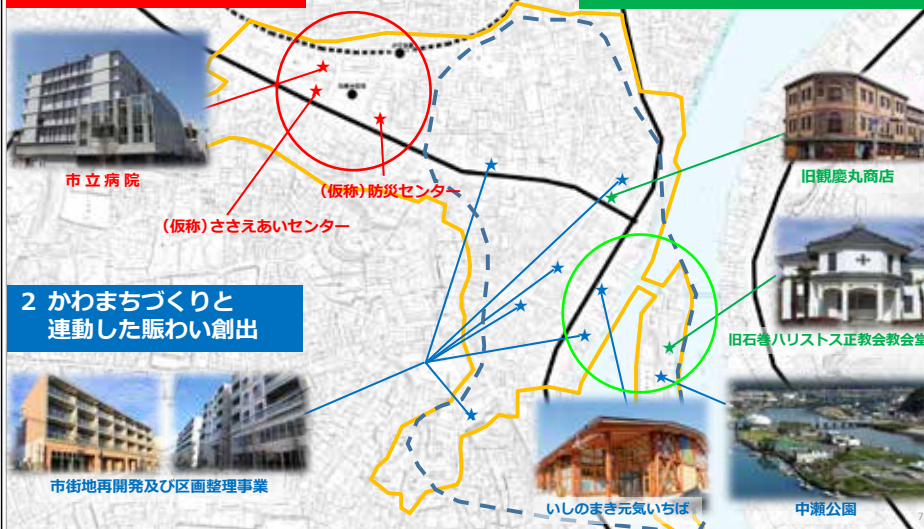 市立病院
(仮称)防災センター
(仮称)ささえあいセンター
旧観慶丸商店
旧石巻ハリストス正教会教会堂
2 かわまちづくりと
連動した賑わい創出
市街地再開発及び区画整理事業
いしのまき元気いちば
中瀬公園